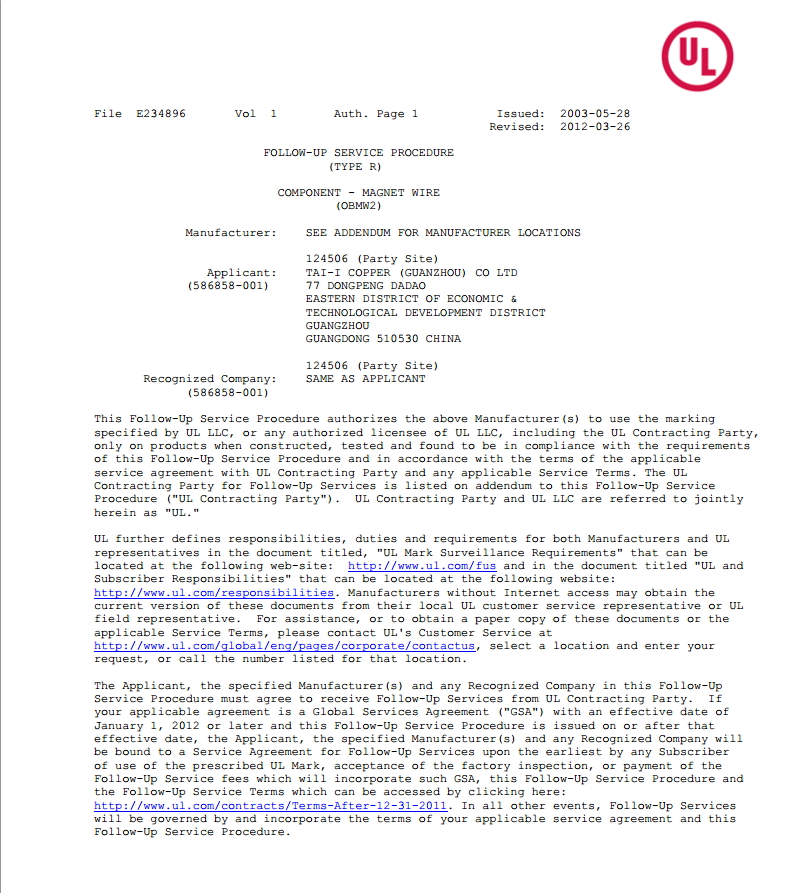 UL
File E234896 Vol 1 Auth. Page 1 Issued: 2003-05-28
Revised: 2012-03-26
FOLLOW-UP SERVICE PROCEDURE
(TYPE R)
COMPONENT - MAGNET WIRE
(OBMW2)
Manufacturer: SEE ADDENDUM FOR MANUFACTURER LOCATIONS
124506 (Party Site)
Applicant: TAI-I COPPER (GUANZHOU) CO LTD
(586858-001) 77 DONGPENG DADAO
EASTERN DISTRICT OF ECONOMIC &
TECHNOLOGICAL DEVELOPMENT DISTRICT
GUANGZHOU
GUANGDONG 510530 CHINA
124506 (Party Site)
Recognized Company: SAME AS APPLICANT
(586858-001)
This Follow-Up Service Procedure authorizes the above Manufacturer(s) to use the marking
specified by UL LLC, or any authorized licensee of UL LLC, including the UL Contracting Party,
only on products when constructed, tested and found to be in compliance with the requirements
of this Follow-Up Service Procedure and in accordance with the terms of the applicable
service agreement with UL Contracting Party and any applicable Service Terms. The UL
Contracting Party for Follow-Up Services is listed on addendum to this Follow-Up Service
Procedure ("UL Contracting Party"). UL Contracting Party and UL LLC are referred to jointly
herein as "UL."
UL further defines responsibilities, duties and requirements for both Manufacturers and UL
representatives in the document titled, "UL Mark Surveillance Requirements" that can be
located at the following web-site: http://www.ul.com/fus and in the document titled "UL and
Subscriber Responsibilities" that can be located at the following website:
http://www.ul.com/responsibilities. Manufacturers without Internet access may obtain the
current version of these documents from their local UL customer service representative or UL
field representative. For assistance, or to obtain a paper copy of these documents or the
applicable Service Terms, please contact UL's Customer Service at
http://www.ul.com/global/eng/pages/corporate/contactus, select a location and enter your
request, or call the number listed for that location.
The Applicant, the specified Manufacturer(s) and any Recognized Company in this Follow-Up
Service Procedure must agree to receive Follow-Up Services from UL Contracting Party. If
your applicable agreement is a Global Services Agreement ("GSA") with an effective date of
January 1, 2012 or later and this Follow-Up Service Procedure is issued on or after that
effective date, the Applicant, the specified Manufacturer(s) and any Recognized Company will
be bound to a Service Agreement for Follow-Up Services upon the earliest by any Subscriber
of use of the prescribed UL Mark, acceptance of the factory inspection, or payment of the
Follow-Up Service fees which will incorporate such GSA, this Follow-Up Service Procedure and
the Follow-Up Service Terms which can be accessed by clicking here:
http://www.ul.com/contracts/Terms-After-12-31-2011. In all other events, Follow-Up Services
will be governed by and incorporate the terms of your applicable service agreement and this
Follow-Up Service Procedure.